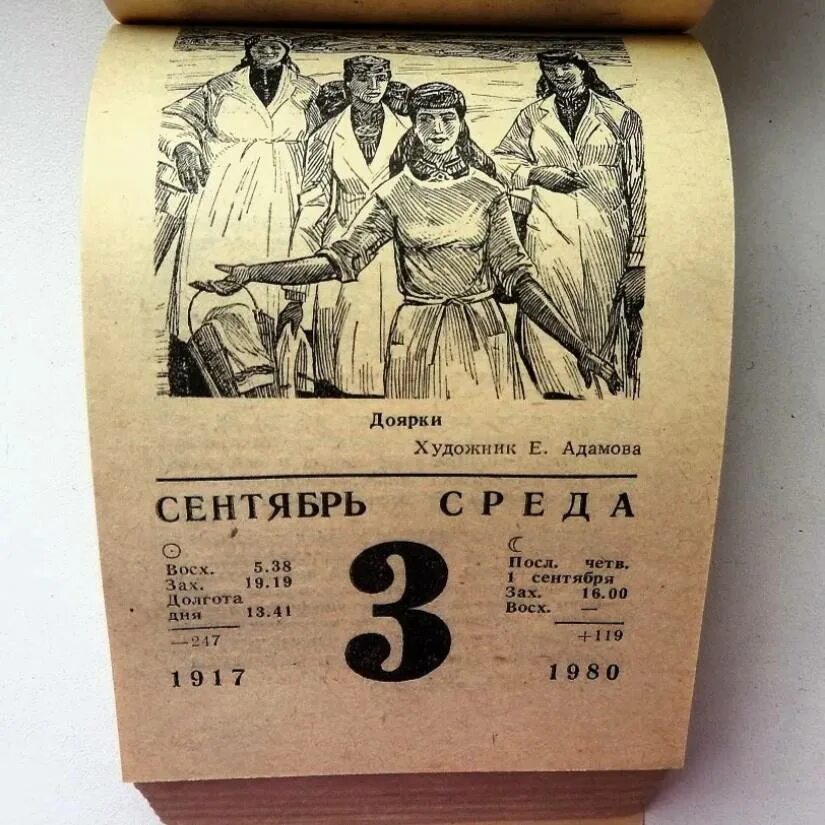 Доярки
Художник Е. Адамова
СЕНТЯБРЬ СРЕДА
Восх. 5.38
Зах. 19.19
Долгота
дня 13.41
—247
1917
3
☾
Посл. четв.
1 сентября
Зах. 16.00
Восх. —
+119
1980